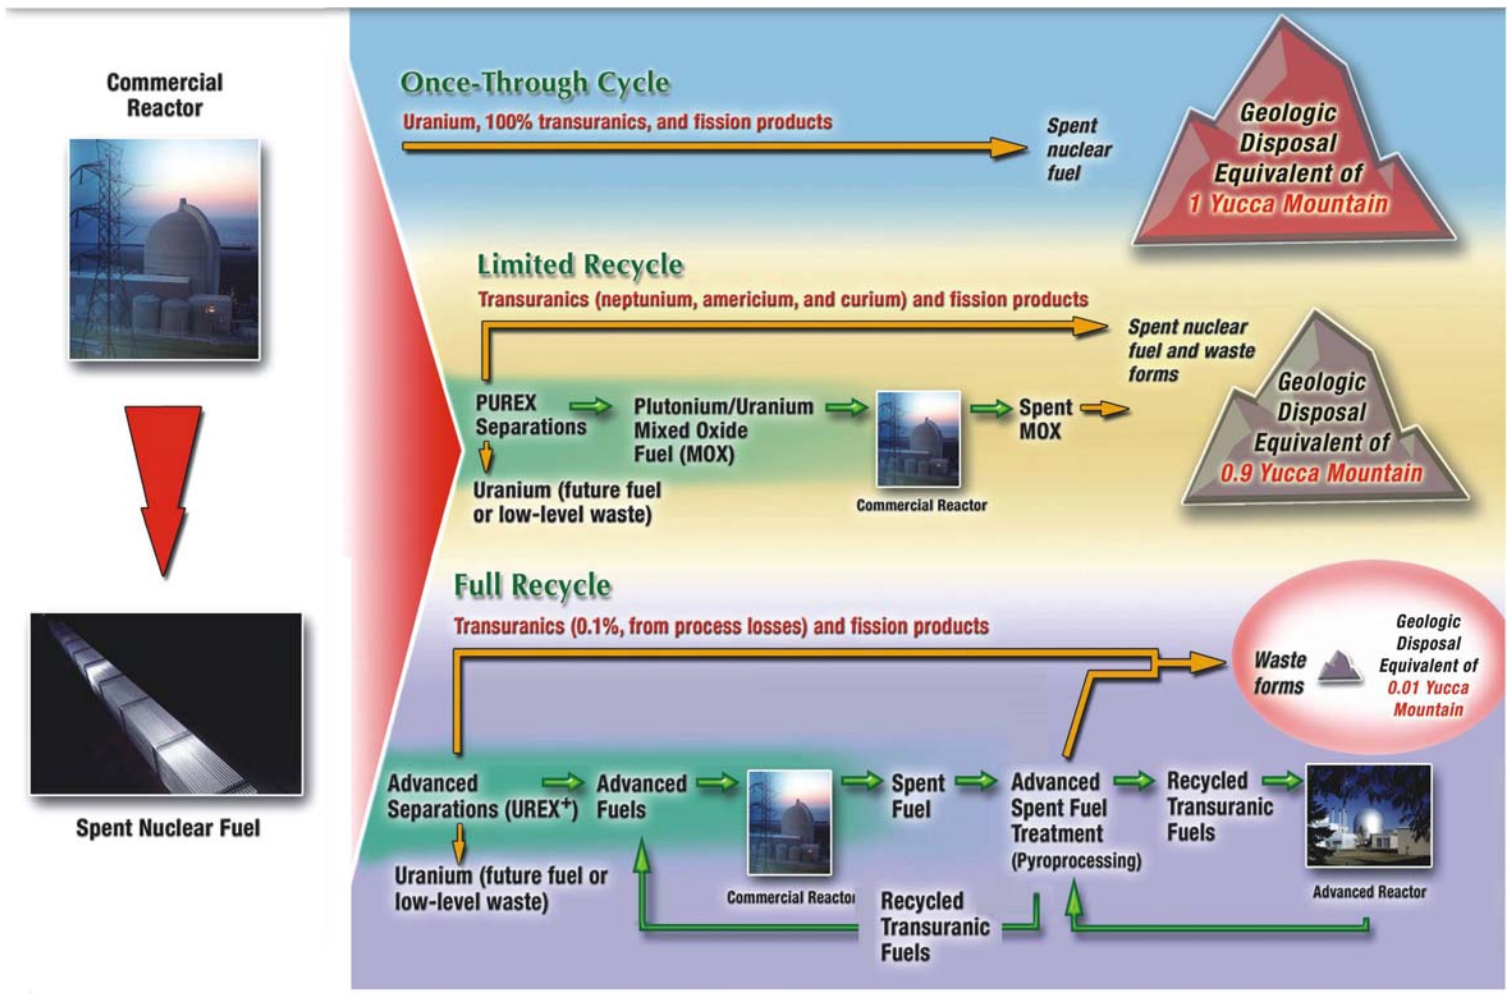 Commercial
Reactor
Spent Nuclear Fuel
Once-Through Cycle
Uranium, 100% transuranics, and fission products
Spent
nuclear
fuel
Geologic
Disposal
Equivalent of
1 Yucca Mountain
Limited Recycle
Transuranics (neptunium, americium, and curium) and fission products
Spent nuclear
fuel and waste
forms
PUREX
Separations
Plutonium/Uranium
Mixed Oxide
Fuel (MOX)
Commercial Reactor
Spent
MOX
Uranium (future fuel
or low-level waste)
Geologic
Disposal
Equivalent of
0.9 Yucca Mountain
Full Recycle
Transuranics (0.1%, from process losses) and fission products
Waste
forms
Geologic
Disposal
Equivalent of
0.01 Yucca
Mountain
Advanced
Separations (UREX+)
Advanced
Fuels
Commercial Reactor
Spent
Fuel
Advanced
Spent Fuel
Treatment
(Pyroprocessing)
Recycled
Transuranic
Fuels
Advanced Reactor
Uranium (future fuel or
low-level waste)
Recycled
Transuranic
Fuels